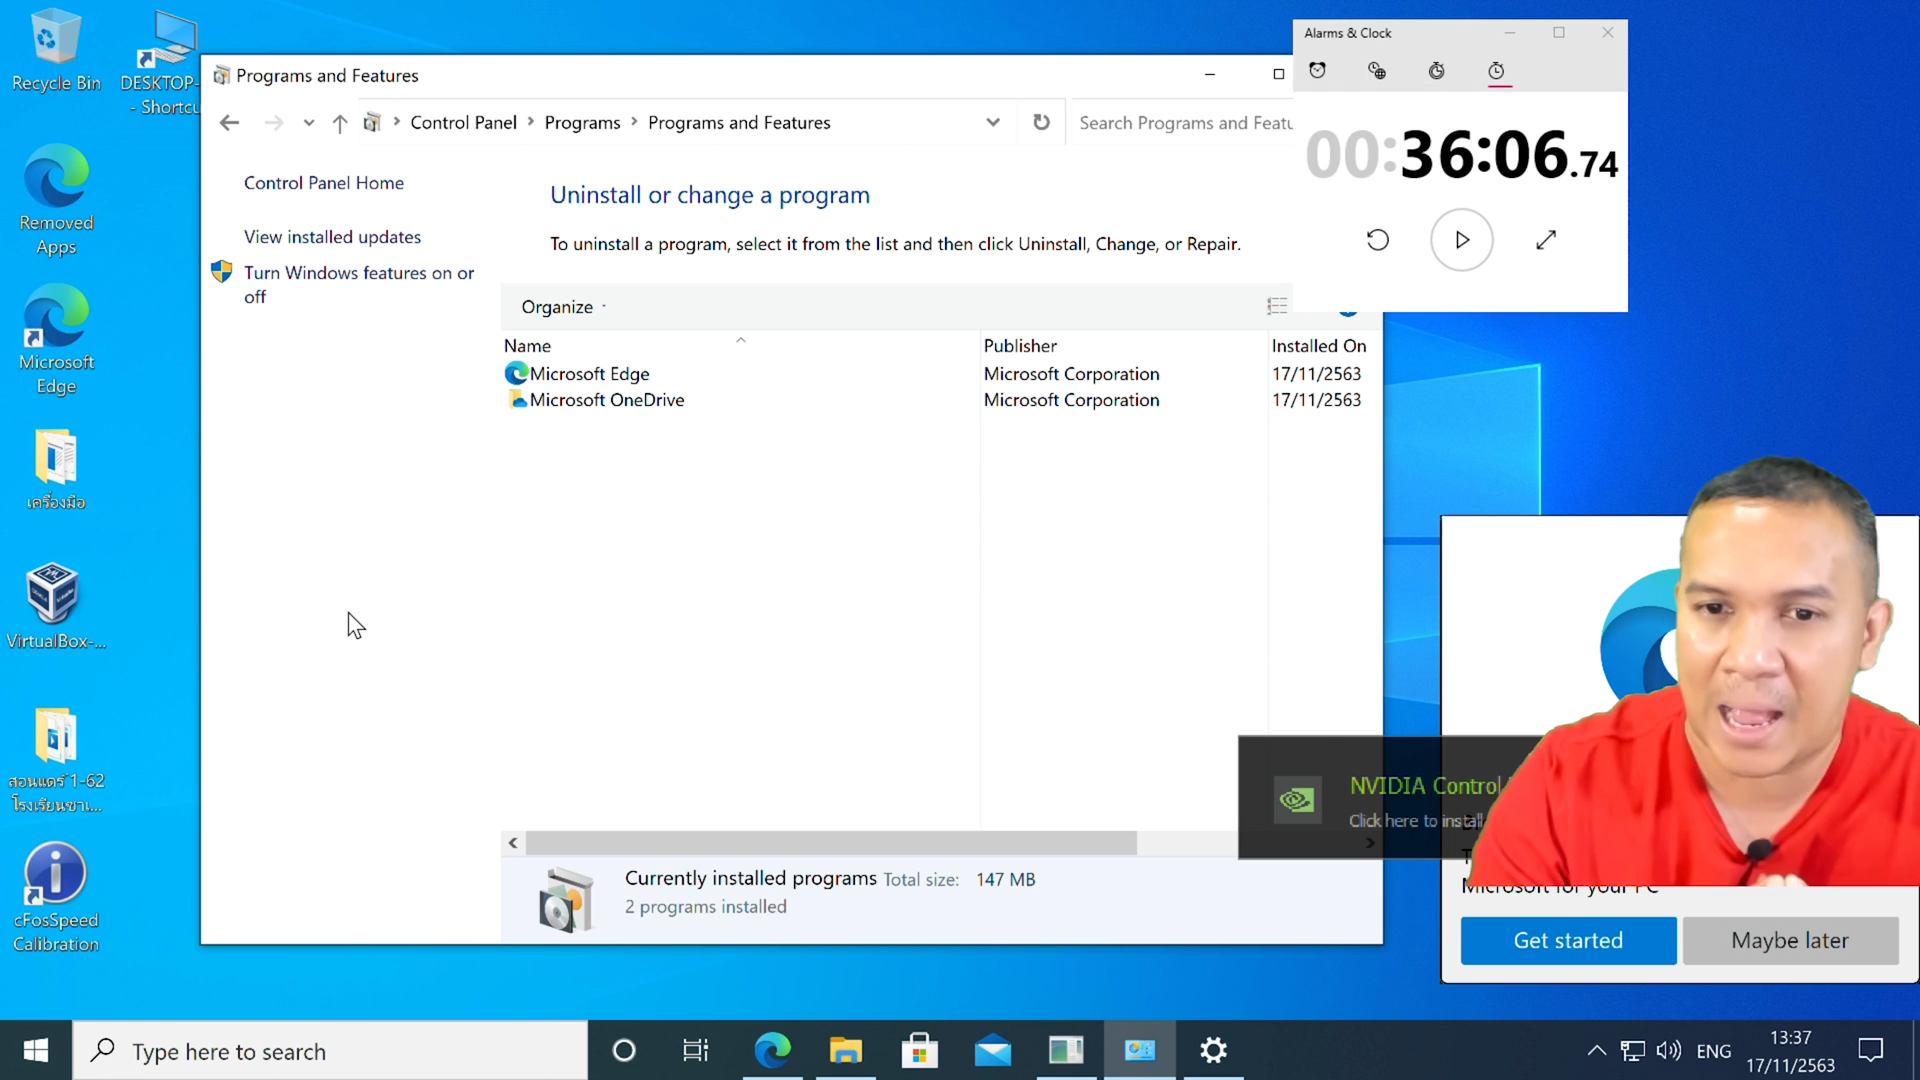 Recycle Bin
DESKTOP-
- Shortcu
Removed
Apps
Microsoft
Edge
เครื่องมือ
VirtualBox-...
สอนแดร์ 1-62
โรงเรียนซาเ...
cFosSpeed
Calibration
Programs and Features
Control Panel > Programs > Programs and Features
Search Programs and Featu
Control Panel Home
View installed updates
Turn Windows features on or
off
Uninstall or change a program
To uninstall a program, select it from the list and then click Uninstall, Change, or Repair.
Organize
Name Publisher Installed On
Microsoft Edge Microsoft Corporation 17/11/2563
Microsoft OneDrive Microsoft Corporation 17/11/2563
Currently installed programs Total size: 147 MB
2 programs installed
Alarms & Clock
00:36:06.74
NVIDIA Control
Click here to install
Microsoft for your PC
Get started
Maybe later
Type here to search
ENG
13:37
17/11/2563